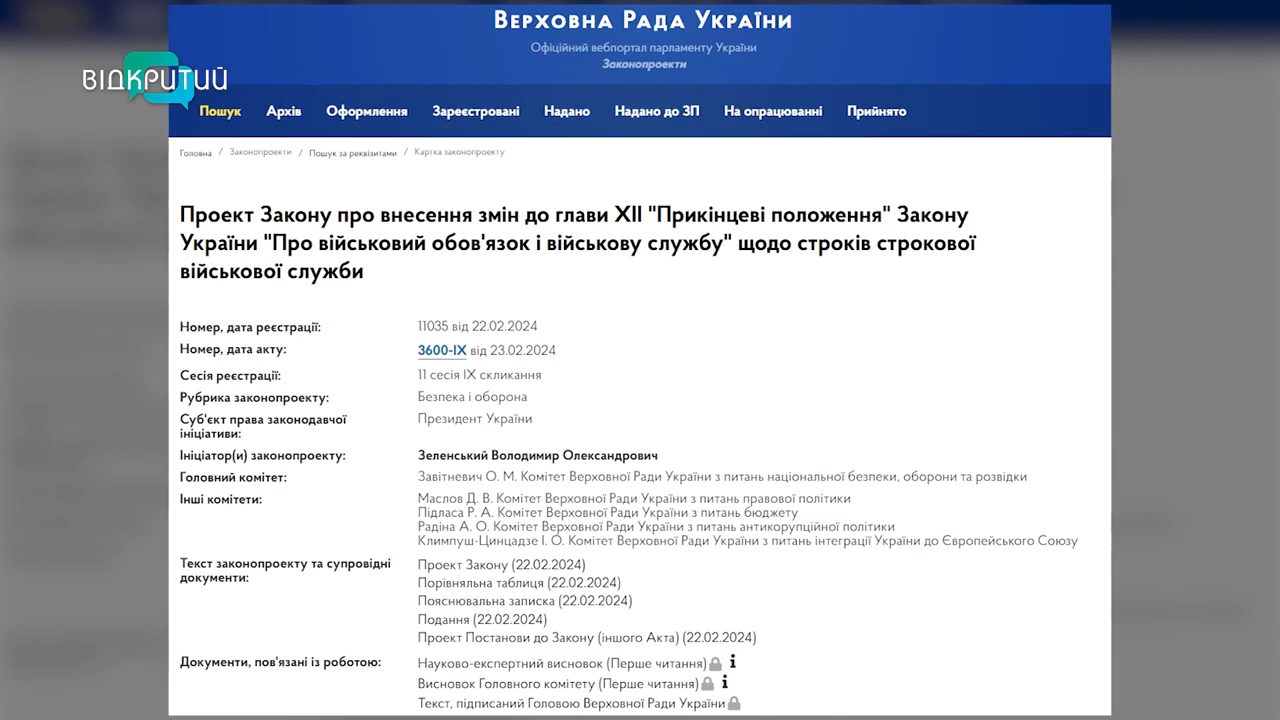 Верховна Рада України
Офіційний вебпортал парламенту України
Законопроекти
ВІДКРИТИЙ
Пошук Архів Оформлення Зареєстровані Надано Надано до ЗП На опрацюванні Прийнято
Головна / Законопроекти / Пошук за реквізитами / Картка законопроекту
Проект Закону про внесення змін до глави XII "Прикінцеві положення" Закону
України "Про військовий обов'язок і військову службу" щодо строків строкової
військової служби
Номер, дата реєстрації: 11035 від 22.02.2024
Номер, дата акту: 3600-IX від 23.02.2024
Сесія реєстрації: 11 сесія IX скликання
Рубрика законопроекту: Безпека і оборона
Суб'єкт права законодавчої Президент України
ініціативи:
Ініціатор(и) законопроекту: Зеленський Володимир Олександрович
Головний комітет: Завітневич О. М. Комітет Верховної Ради України з питань національної безпеки, оборони та розвідки
Інші комітети: Маслов Д. В. Комітет Верховної Ради України з питань правової політики
Підласа Р. А. Комітет Верховної Ради України з питань бюджету
Радіна А. О. Комітет Верховної Ради України з питань антикорупційної політики
Климпуш-Цинцадзе І. О. Комітет Верховної Ради України з питань інтеграції України до Європейського Союзу
Текст законопроекту та супровідні Проект Закону (22.02.2024)
документи: Порівняльна таблиця (22.02.2024)
Пояснювальна записка (22.02.2024)
Подання (22.02.2024)
Проект Постанови до Закону (іншого Акта) (22.02.2024)
Документи, пов'язані із роботою: Науково-експертний висновок (Перше читання)
Висновок Головного комітету (Перше читання)
Текст, підписаний Головою Верховної Ради України